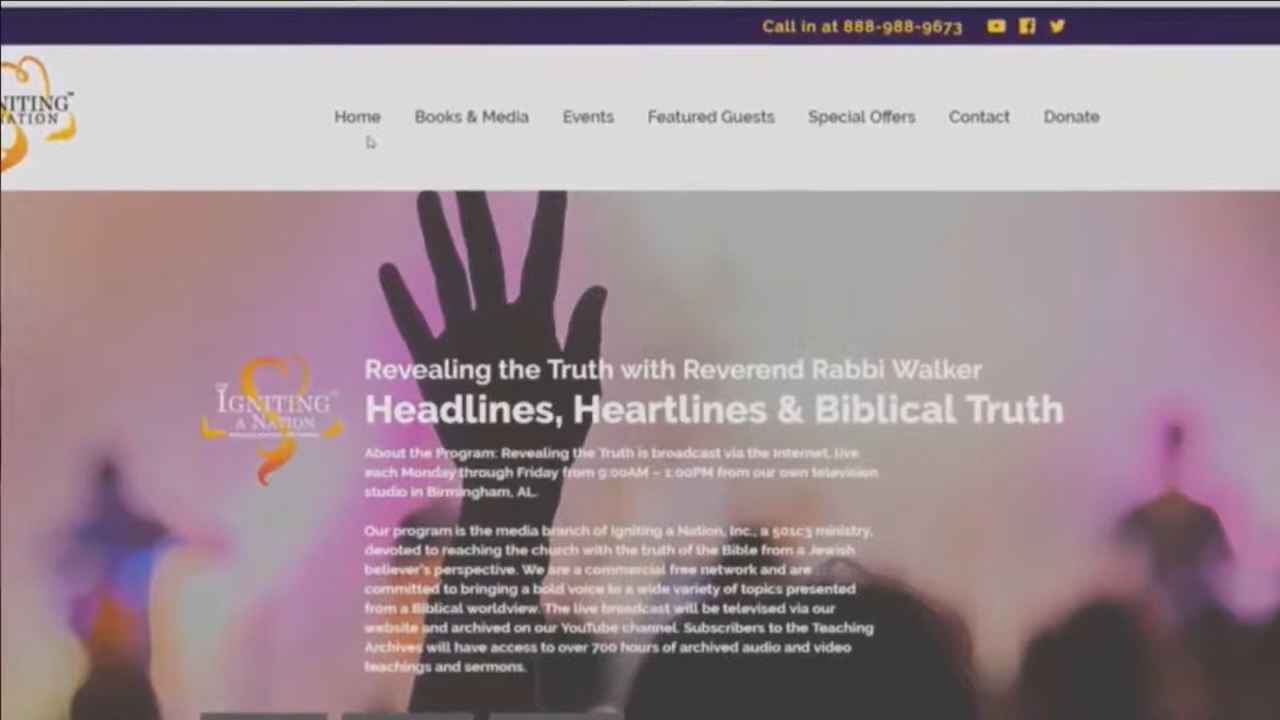 Call in at 888-988-9673
NITING™
NATION
Home Books & Media Events Featured Guests Special Offers Contact Donate
Revealing the Truth with Reverend Rabbi Walker
IGNITING
A NATION
Headlines, Heartlines & Biblical Truth
About the Program: Revealing the Truth is broadcast via the Internet, live
each Monday through Friday from 9:00AM – 1:00PM from our own television
studio in Birmingham, AL.
Our program is the media branch of Igniting a Nation, Inc., a 501c3 ministry,
devoted to reaching the church with the truth of the Bible from a Jewish
believer's perspective. We are a commercial free network and are
committed to bringing a bold voice to a wide variety of topics presented
from a Biblical worldview. The live broadcast will be televised via our
website and archived on our YouTube channel. Subscribers to the Teaching
Archives will have access to over 700 hours of archived audio and video
teachings and sermons.